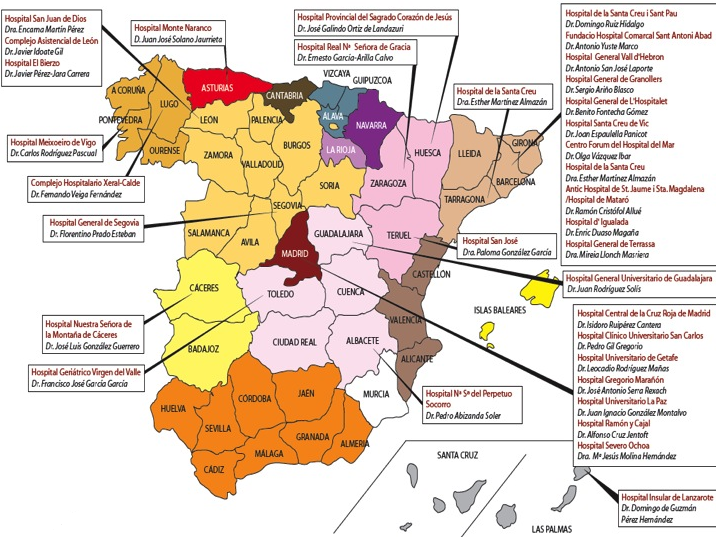 Hospital San Juan de Dios
Dra. Encarna Martín Pérez
Complejo Asistencial de León
Dr. Javier Idoate Gil
Hospital El Bierzo
Dr. Javier Pérez-Jara Carrera
Hospital Monte Naranco
D. Juan José Solano Jaurrieta
Hospital Provincial del Sagrado Corazón de Jesús
Dr. José Galindo Ortiz de Landazuri
Hospital Real Nª Señora de Gracia
Dr. Ernesto García-Arilla Calvo
Hospital de la Santa Creu i Sant Pau
Dr. Domingo Ruiz Hidalgo
Fundacio Hospital Comarcal Sant Antoni Abad
Dr. Antonio Yuste Marco
Hospital General Vall d'Hebron
Dr. Antonio San José Laporte
Hospital General de Granollers
Dr. Sergio Ariño Blasco
Hospital General de L'Hospitalet
Dr. Benito Fontecha Gómez
Hospital Santa Creu de Vic
Dr. Joan Espaulella Panicot
Centro Forum del Hospital del Mar
Dr. Olga Vázquez Ibar
Hospital de la Santa Creu
Dra. Esther Martínez Almazán
Antic Hospital de St. Jaume i Sta. Magdalena
/Hospital de Mataró
Dr. Ramón Cristófol Allué
Hospital d' Igualada
Dr. Enric Duaso Magaña
Hospital General de Terrassa
Dra. Mireia Llonch Masriera
Hospital de la Santa Creu
Dra. Esther Martínez Almazán
Hospital Meixoeiro de Vigo
Dr. Carlos Rodríguez Pascual
Complejo Hospitalario Xeral-Calde
Dr. Fernando Veiga Fernández
Hospital General de Segovia
Dr. Florentino Prado Esteban
Hospital San José
Dra. Paloma González García
Hospital General Universitario de Guadalajara
Dr. Juan Rodríguez Solís
Hospital Nuestra Señora de
la Montaña de Cáceres
Dr. José Luis González Guerrero
Hospital Geriátrico Virgen del Valle
Dr. Francisco José García García
Hospital Nª Sª del Perpetuo
Socorro
Dr. Pedro Abizanda Soler
Hospital Central de la Cruz Roja de Madrid
Dr. Isidoro Ruipérez Cantera
Hospital Clínico Universitario San Carlos
Dr. Pedro Gil Gregorio
Hospital Universitario de Getafe
Dr. Leocadio Rodríguez Mañas
Hospital Gregorio Marañón
Dr. José Antonio Serra Rexach
Hospital Universitario La Paz
Dr. Juan Ignacio González Montalvo
Hospital Ramón y Cajal
Dr. Alfonso Cruz Jentoft
Hospital Severo Ochoa
Dra. Mª Jesús Molina Hernández
Hospital Insular de Lanzarote
Dr. Domingo de Guzmán
Pérez Hernández
A CORUÑA
LUGO
PONTEVEDRA
OURENSE
ASTURIAS
CANTABRIA
VIZCAYA
GUIPUZCOA
ÁLAVA
NAVARRA
LA RIOJA
LEÓN
PALENCIA
BURGOS
ZAMORA
VALLADOLID
SORIA
SEGOVIA
SALAMANCA
AVILA
HUESCA
ZARAGOZA
TERUEL
LLEIDA
GIRONA
BARCELONA
TARRAGONA
MADRID
GUADALAJARA
TOLEDO
CUENCA
CIUDAD REAL
ALBACETE
CASTELLÓN
VALENCIA
ALICANTE
MURCIA
ISLAS BALEARES
CÁCERES
BADAJOZ
HUELVA
SEVILLA
CÓRDOBA
JAÉN
CÁDIZ
MÁLAGA
GRANADA
ALMERIA
SANTA CRUZ
LAS PALMAS